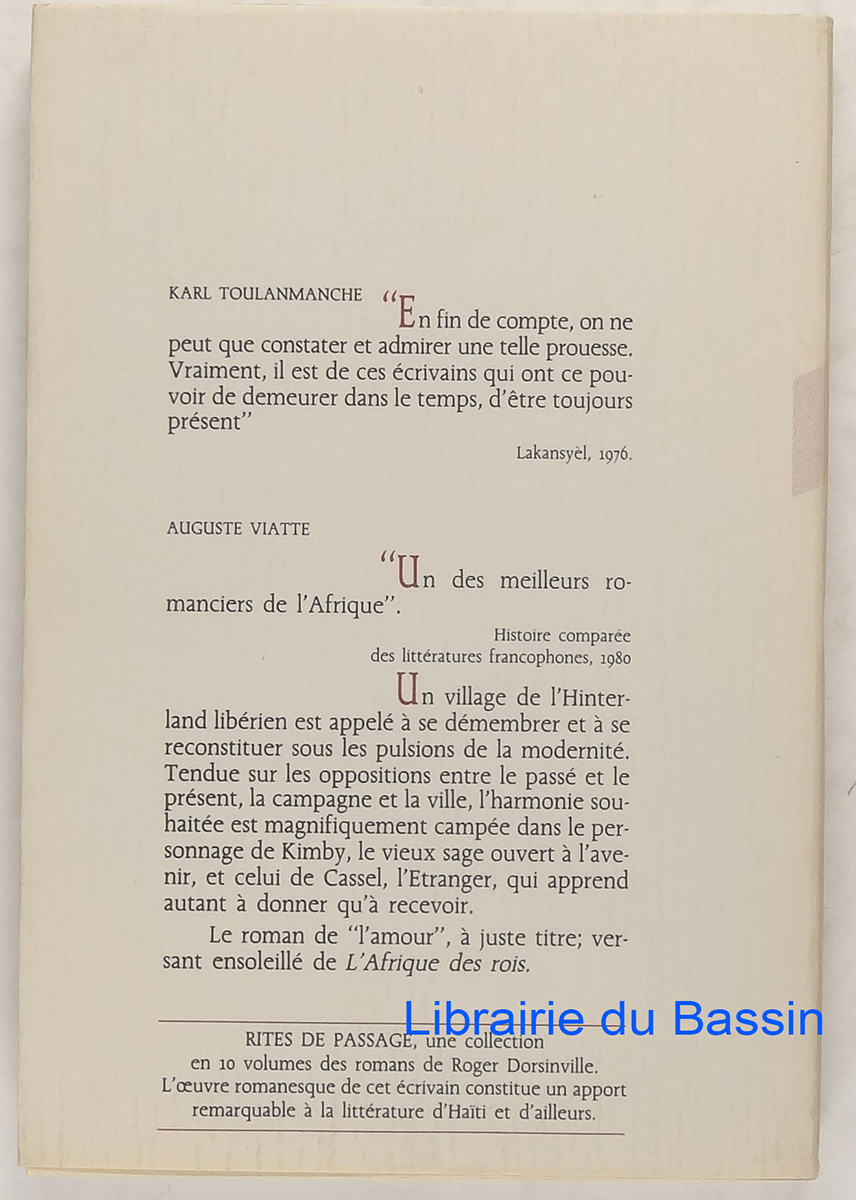 KARL TOULANMANCHE "En fin de compte, on ne
peut que constater et admirer une telle prouesse.
Vraiment, il est de ces écrivains qui ont ce pou-
voir de demeurer dans le temps, d'être toujours
présent"
Lakansyèl, 1976.
AUGUSTE VIATTE
"Un des meilleurs ro-
manciers de l'Afrique".
Histoire comparée
des littératures francophones, 1980
Un village de l'Hinter-
land libérien est appelé à se démembrer et à se
reconstituer sous les pulsions de la modernité.
Tendue sur les oppositions entre le passé et le
présent, la campagne et la ville, l'harmonie sou-
haitée est magnifiquement campée dans le per-
sonnage de Kimby, le vieux sage ouvert à l'ave-
nir, et celui de Cassel, l'Etranger, qui apprend
autant à donner qu'à recevoir.
Le roman de "l'amour", à juste titre; ver-
sant ensoleillé de L'Afrique des rois.
Librairie du Bassin
RITES DE PASSAGE, une collection
en 10 volumes des romans de Roger Dorsinville.
L'œuvre romanesque de cet écrivain constitue un apport
remarquable à la littérature d'Haïti et d'ailleurs.